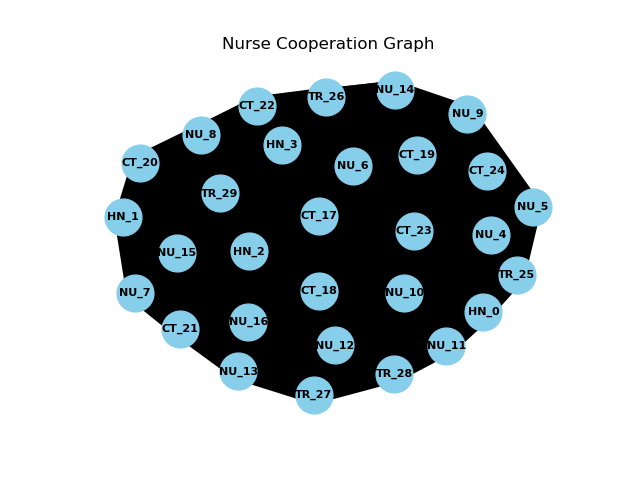 Nurse Cooperation Graph
NU_14
TR_26
CT_22
NU_9
NU_8
HN_3
CT_19
CT_20
NU_6
CT_24
TR_29
NU_5
HN_1
CT_17
CT_23
NU_4
NU_15
HN_2
TR_25
NU_7
CT_18
NU_10
HN_0
NU_16
CT_21
NU_12
NU_11
NU_13
TR_28
TR_27